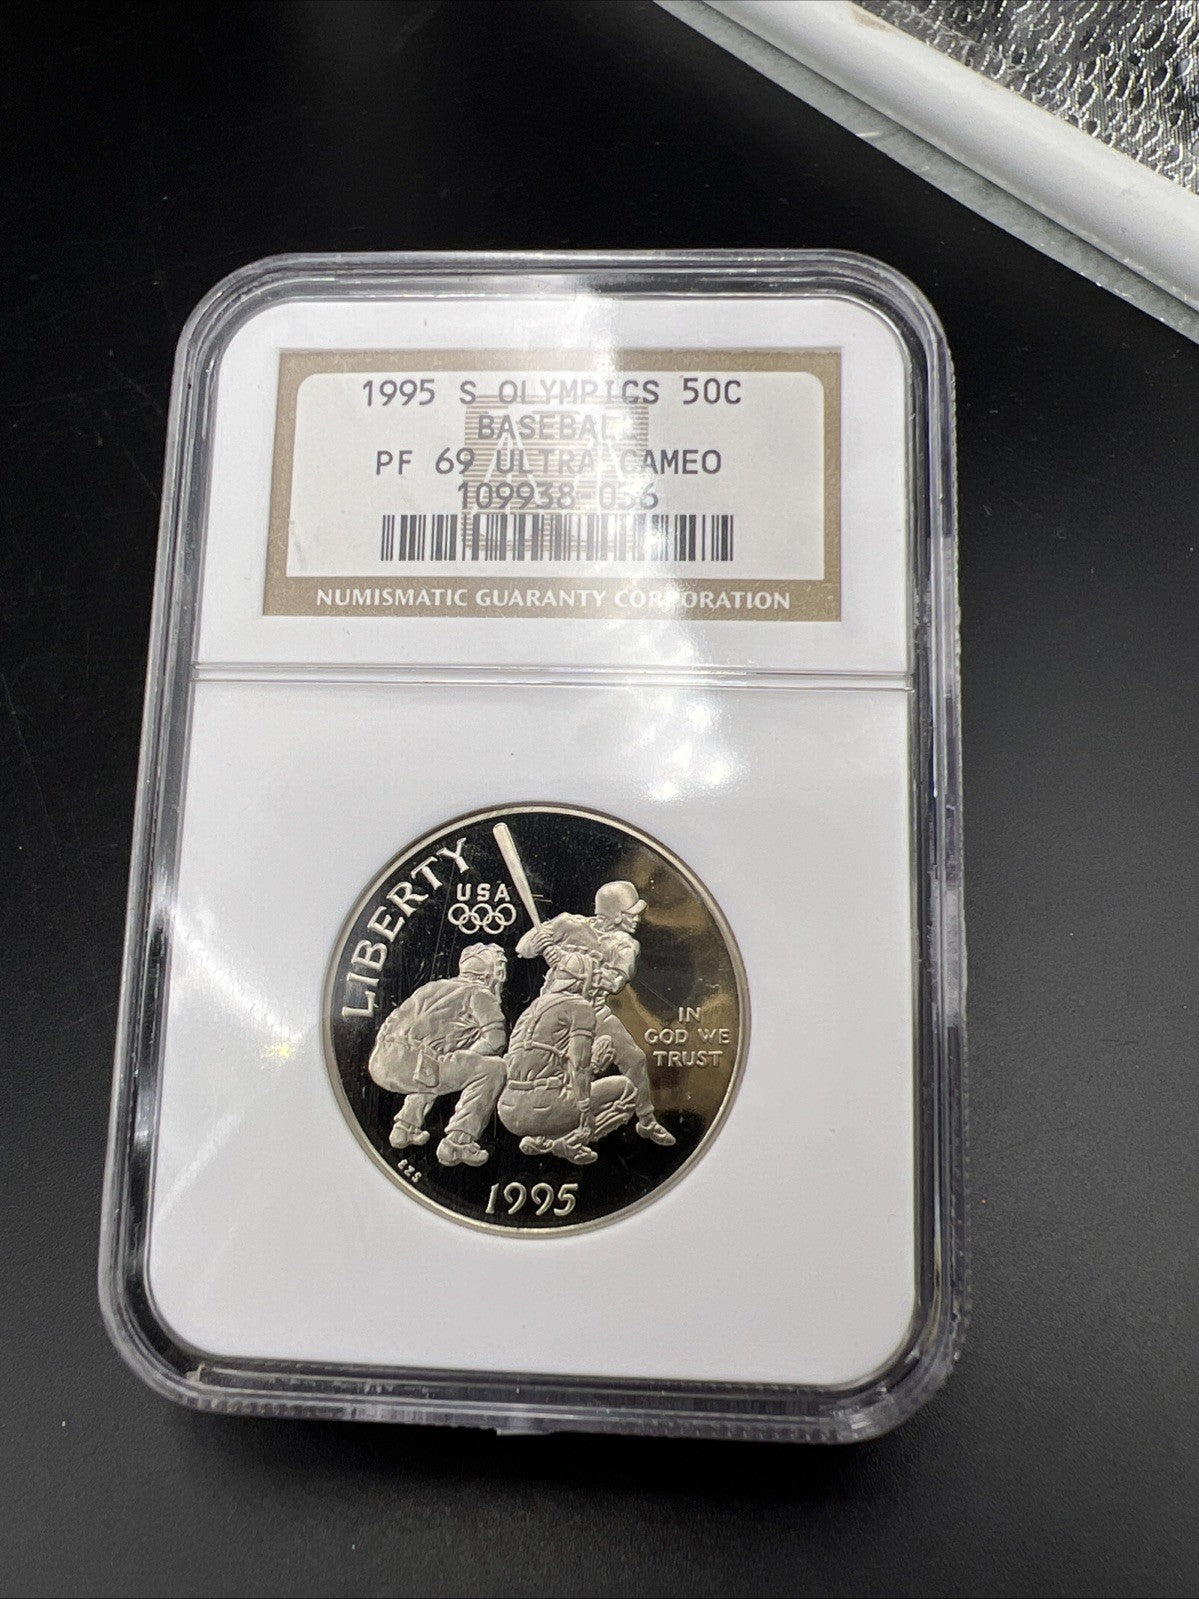 1995 S OLYMPICS 50C
BASEBALL
PF 69 ULTRA CAMEO
109938-056
NUMISMATIC GUARANTY CORPORATION
LIBERTY
USA
IN
GOD WE
TRUST
1995